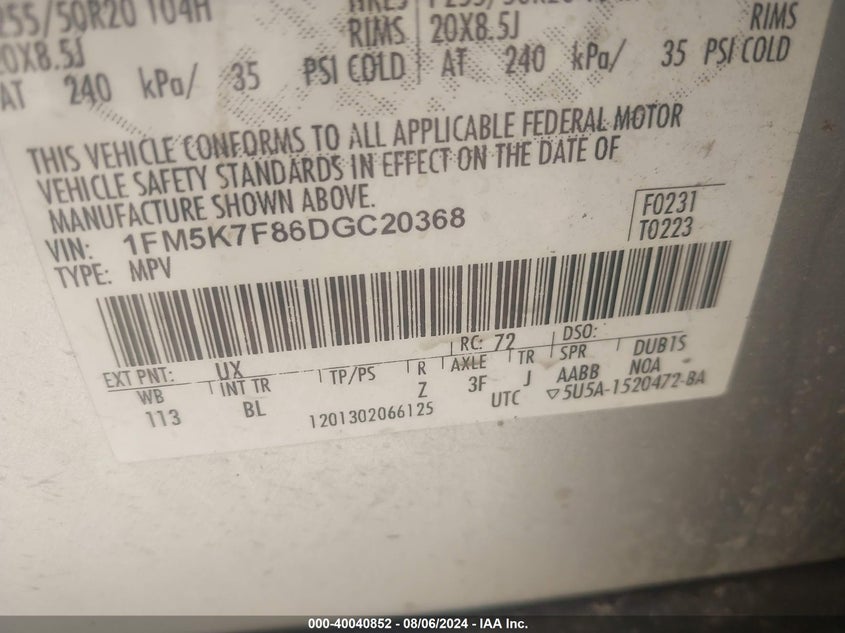 255/50R20 104H
RIMS
20X8.5J
RIMS
20X8.5J
AT 240 kPa/ 35 PSI COLD
AT 240 kPa/ 35 PSI COLD
THIS VEHICLE CONFORMS TO ALL APPLICABLE FEDERAL MOTOR
VEHICLE SAFETY STANDARDS IN EFFECT ON THE DATE OF
MANUFACTURE SHOWN ABOVE.
VIN: 1FM5K7F86DGC20368
TYPE: MPV
F0231
T0223
EXT PNT: UX RC: 72 DSO:
WB INT TR TP/PS R AXLE TR SPR DUB1S
113 BL Z 3F J AABB NOA
1201302066125 UTC ▽5U5A-1520472-BA
000-40040852 - 08/06/2024 - IAA Inc.